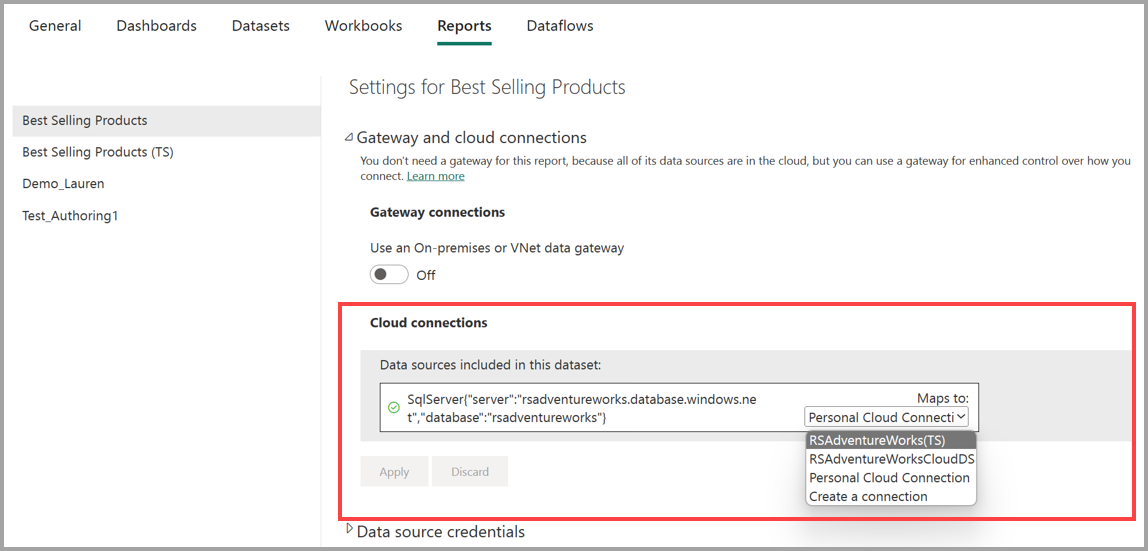 General Dashboards Datasets Workbooks Reports Dataflows
Best Selling Products
Best Selling Products (TS)
Demo_Lauren
Test_Authoring1
Settings for Best Selling Products
Gateway and cloud connections
You don't need a gateway for this report, because all of its data sources are in the cloud, but you can use a gateway for enhanced control over how you
connect. Learn more
Gateway connections
Use an On-premises or VNet data gateway
Off
Cloud connections
Data sources included in this dataset:
SqlServer{"server":"rsadventureworks.database.windows.ne
t","database":"rsadventureworks"}
Maps to:
Personal Cloud Connecti
RSAdventureWorks(TS)
RSAdventureWorksCloudDS
Personal Cloud Connection
Create a connection
Apply Discard
Data source credentials